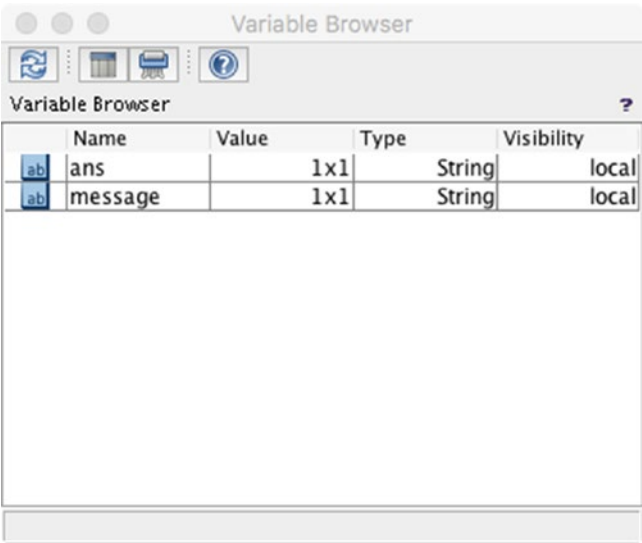 Variable Browser
?
Variable Browser ?
Name Value Type Visibility
ab ans 1x1 String local
ab message 1x1 String local